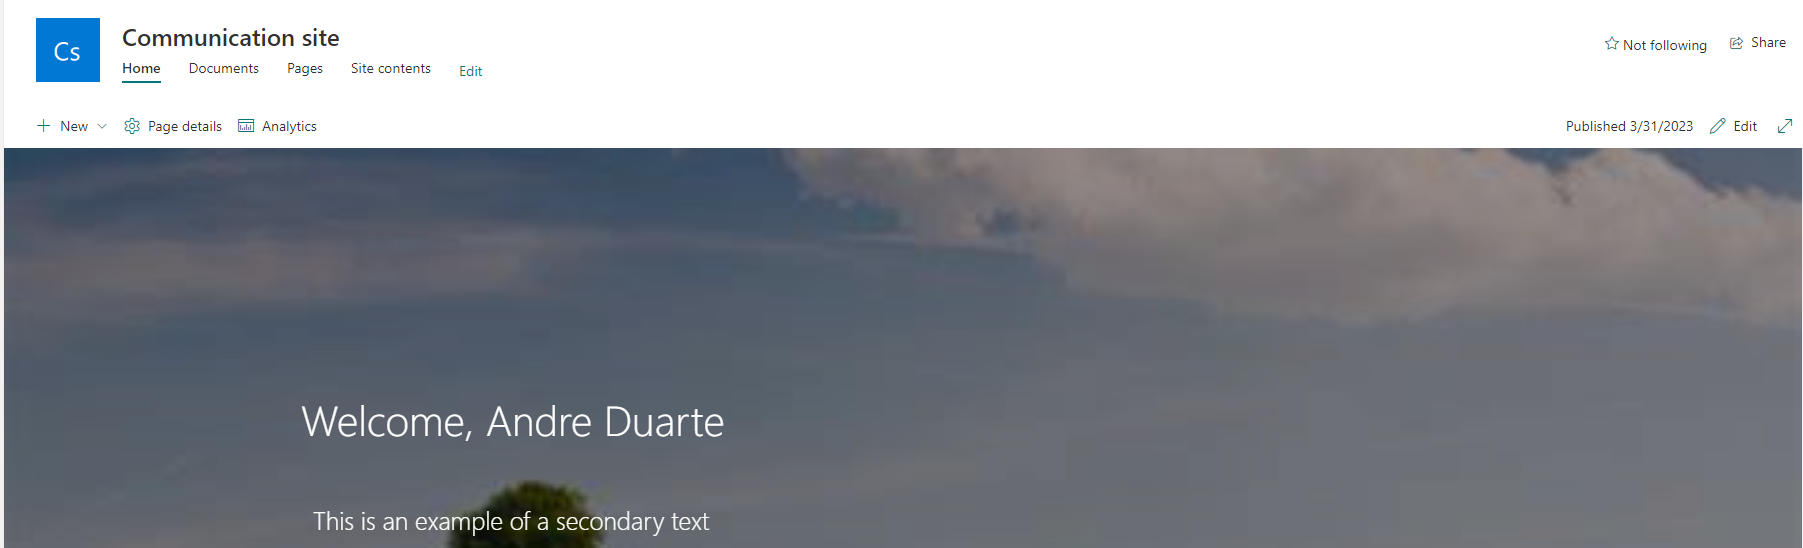 Cs
Communication site
Home Documents Pages Site contents Edit
Not following Share
New Page details Analytics
Published 3/31/2023 Edit
Welcome, Andre Duarte
This is an example of a secondary text